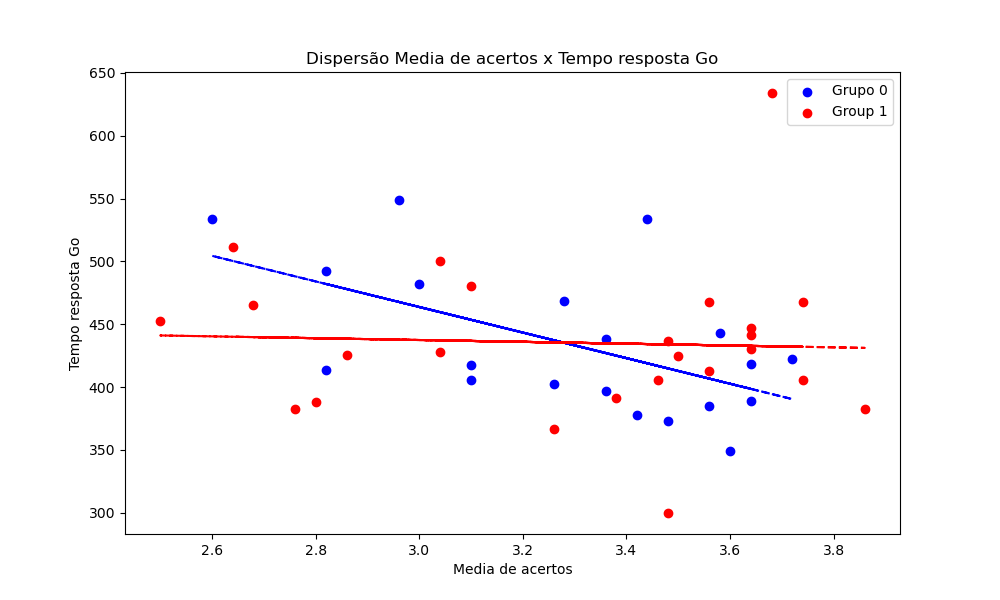 Dispersão Media de acertos x Tempo resposta Go
650
600
550
500
450
400
350
300
Tempo resposta Go
Grupo 0
Group 1
2.6 2.8 3.0 3.2 3.4 3.6 3.8
Media de acertos